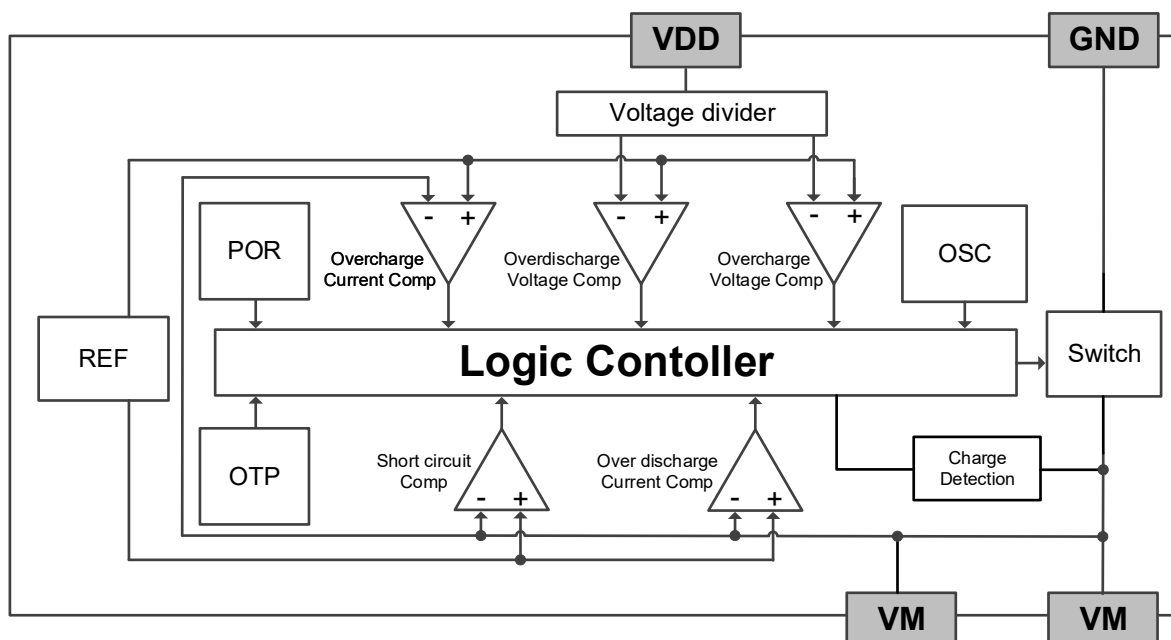 VDD
GND
Voltage divider
- +
- +
- +
POR
OSC
Overcharge
Current Comp
Overdischarge
Voltage Comp
Overcharge
Voltage Comp
REF
Logic Contoller
Switch
OTP
Short circuit
Comp
Over discharge
Current Comp
Charge
Detection
- +
- +
VM
VM